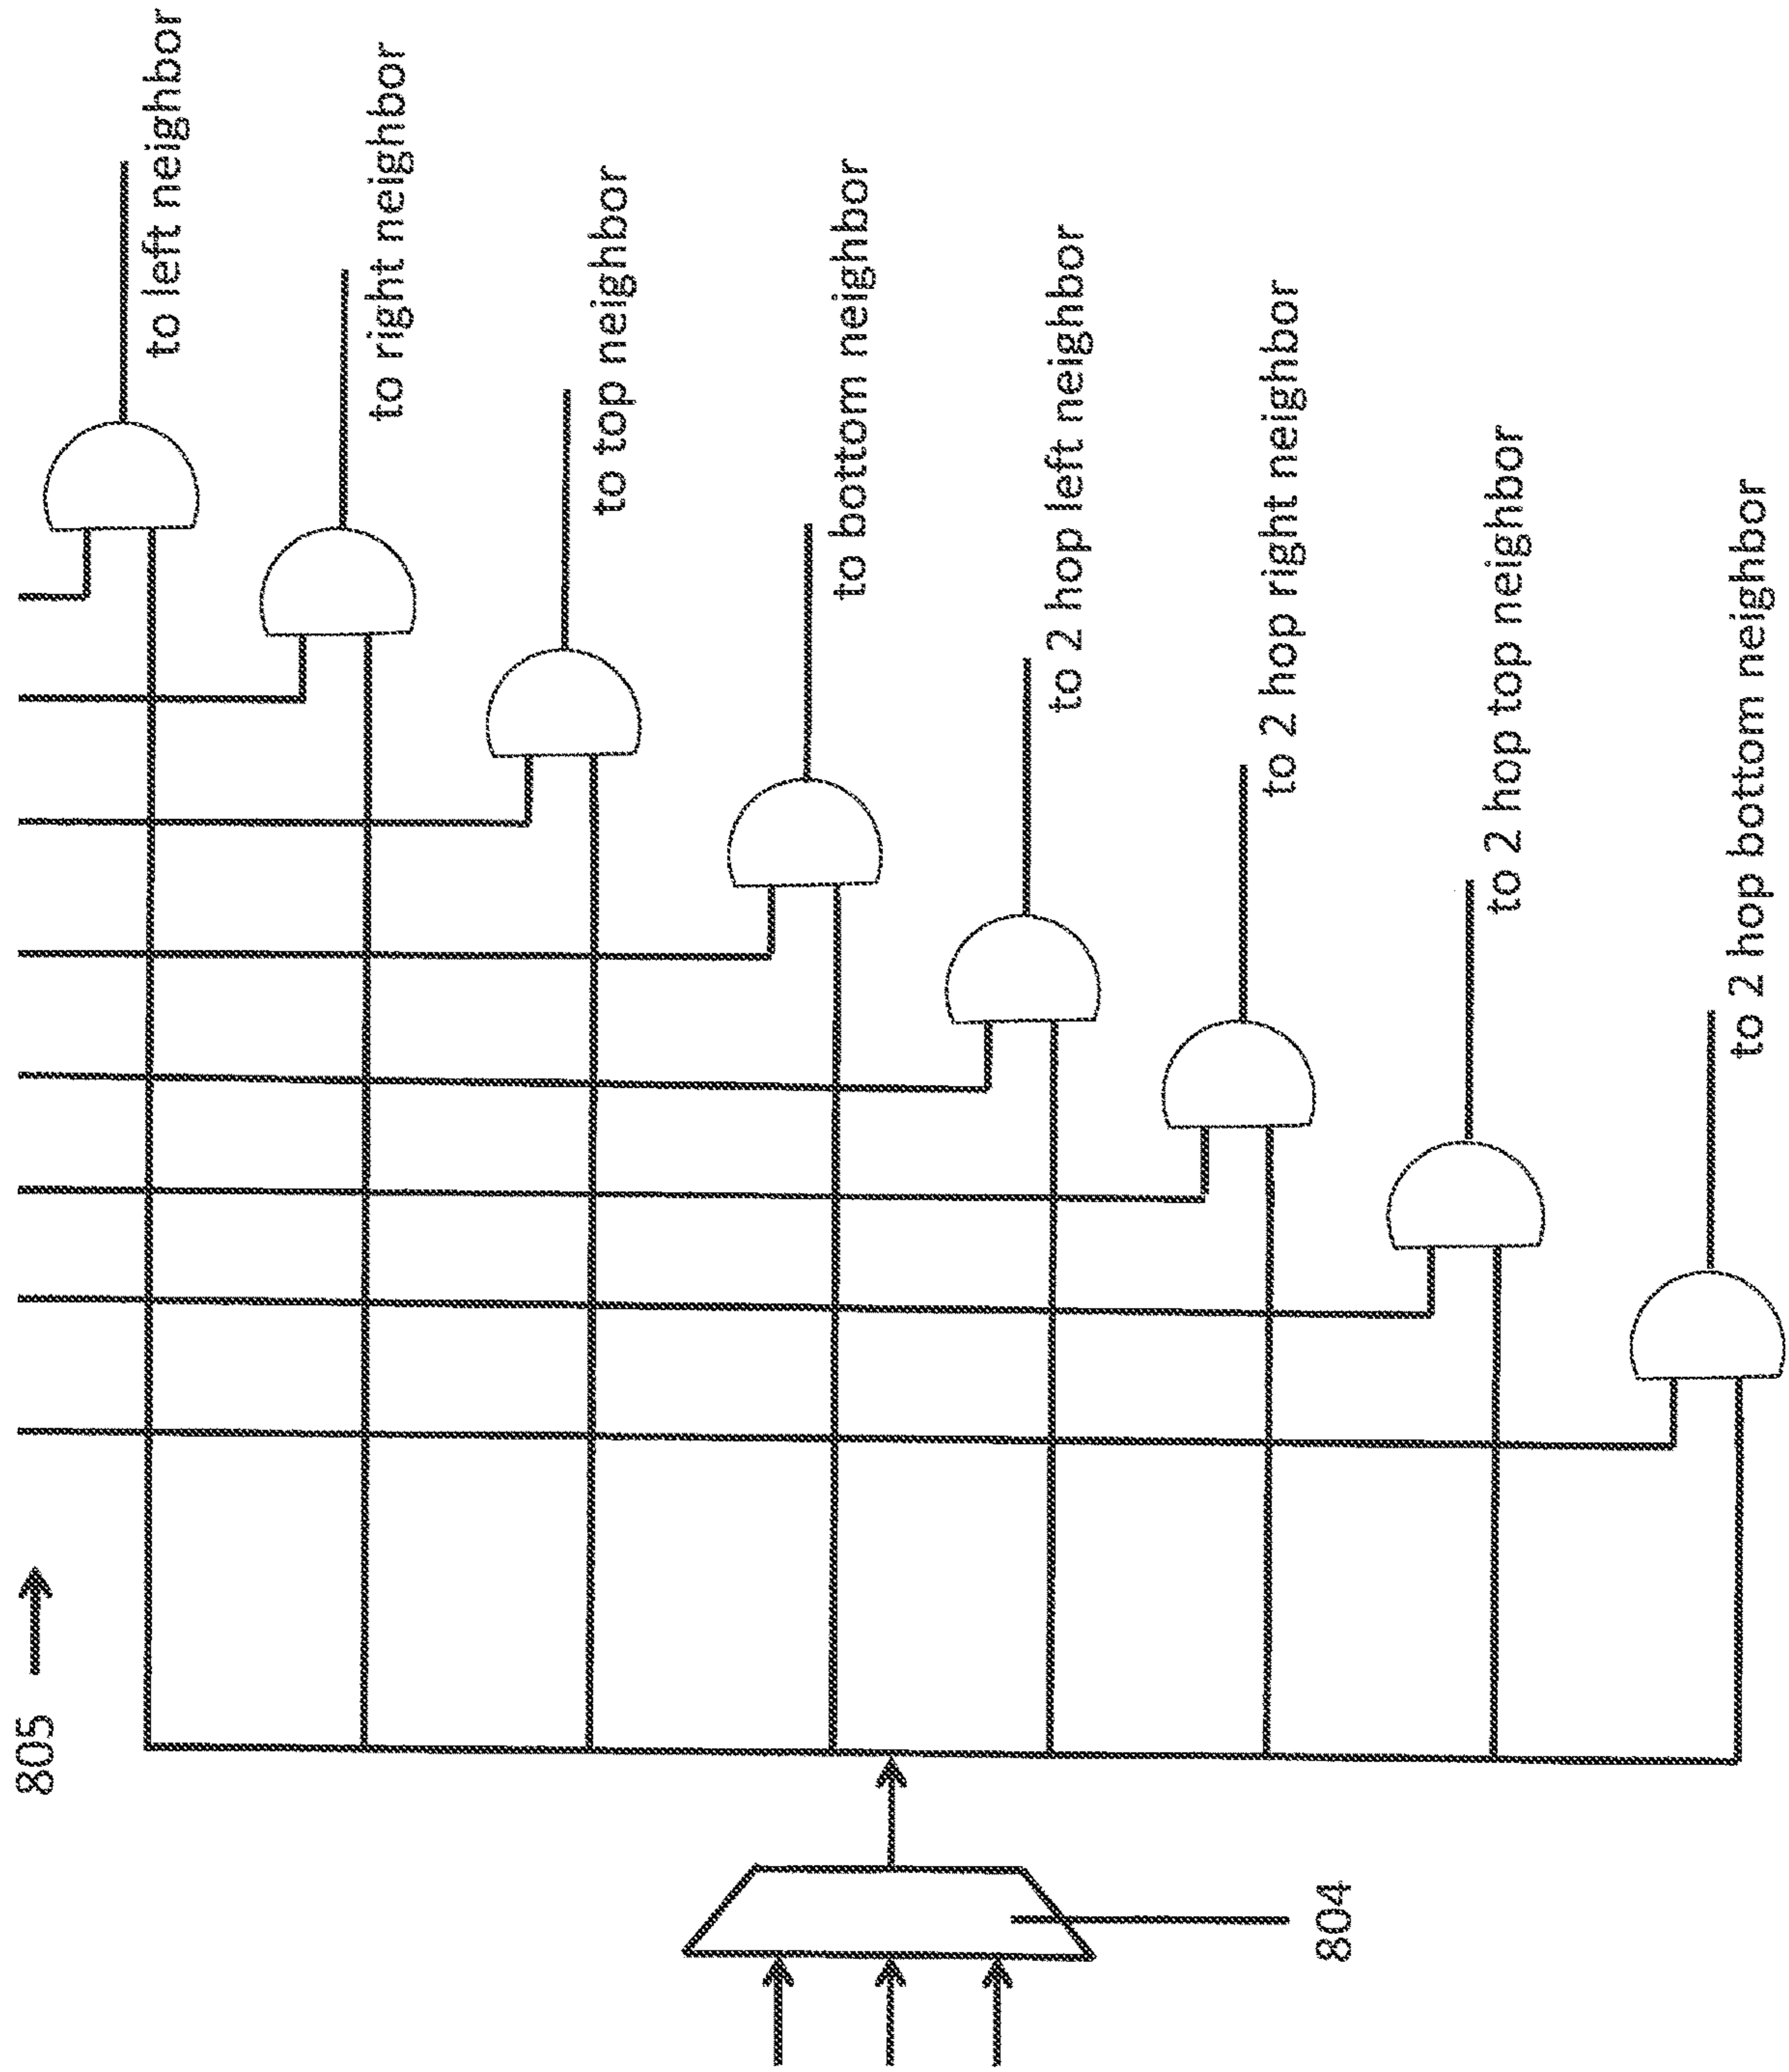 805
to left neighbor
to right neighbor
to top neighbor
to bottom neighbor
to 2 hop left neighbor
to 2 hop right neighbor
to 2 hop top neighbor
to 2 hop bottom neighbor
804